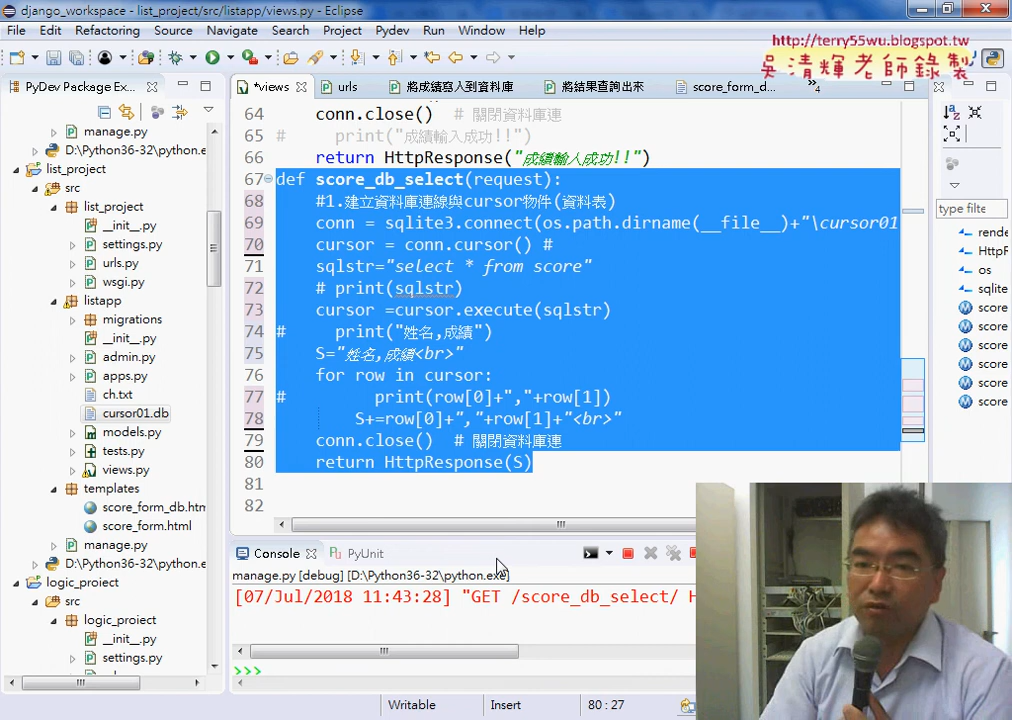 django_workspace - list_project/src/listapp/views.py - Eclipse
File Edit Refactoring Source Navigate Search Project Pydev Run Window Help
http://terry55wu.blogspot.tw
吳清輝老師錄製
PyDev Package Ex...
*views
urls
將成績寫入到資料庫
將結果查詢出來
score_form_d...
4
manage.py
D:\Python36-32\python.e
list_project
src
list_project
__init__.py
settings.py
urls.py
wsgi.py
listapp
migrations
__init__.py
admin.py
apps.py
ch.txt
cursor01.db
models.py
tests.py
views.py
templates
score_form_db.htm
score_form.html
manage.py
D:\Python36-32\python.e
logic_project
src
logic_project
__init__.py
settings.py
64 conn.close() # 關閉資料庫連
65 # print("成績輸入成功!!")
66 return HttpResponse("成績輸入成功!!")
67 def score_db_select(request):
68 #1.建立資料庫連線與cursor物件(資料表)
69 conn = sqlite3.connect(os.path.dirname(__file__)+"\cursor01
70 cursor = conn.cursor() #
71 sqlstr="select * from score"
72 # print(sqlstr)
73 cursor =cursor.execute(sqlstr)
74 # print("姓名,成績")
75 S="姓名,成績<br>"
76 for row in cursor:
77 # print(row[0]+","+row[1])
78 S+=row[0]+","+row[1]+"<br>"
79 conn.close() # 關閉資料庫連
80 return HttpResponse(S)
81
82
type filte
rende
HttpR
os
sqlite
score
score
score
score
score
score
Console
PyUnit
manage.py [debug] [D:\Python36-32\python.exe]
[07/Jul/2018 11:43:28] "GET /score_db_select/ H
>>>
Writable
Insert
80 : 27